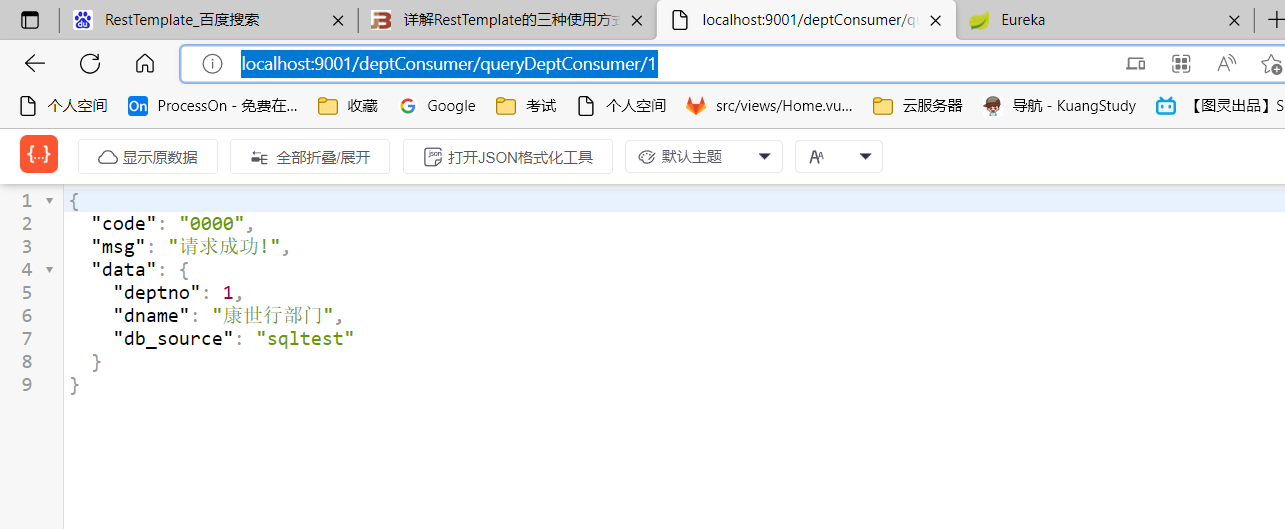 RestTemplate_百度搜索
详解RestTemplate的三种使用方式
localhost:9001/deptConsumer/qu
Eureka
localhost:9001/deptConsumer/queryDeptConsumer/1
个人空间
On ProcessOn - 免费在...
收藏
Google
考试
个人空间
src/views/Home.vu...
云服务器
导航 - KuangStudy
【图灵出品】S
{...}
显示原数据
全部折叠/展开
json 打开JSON格式化工具
默认主题
AA
1 {
2 "code": "0000",
3 "msg": "请求成功!",
4 "data": {
5 "deptno": 1,
6 "dname": "康世行部门",
7 "db_source": "sqltest"
8 }
9 }